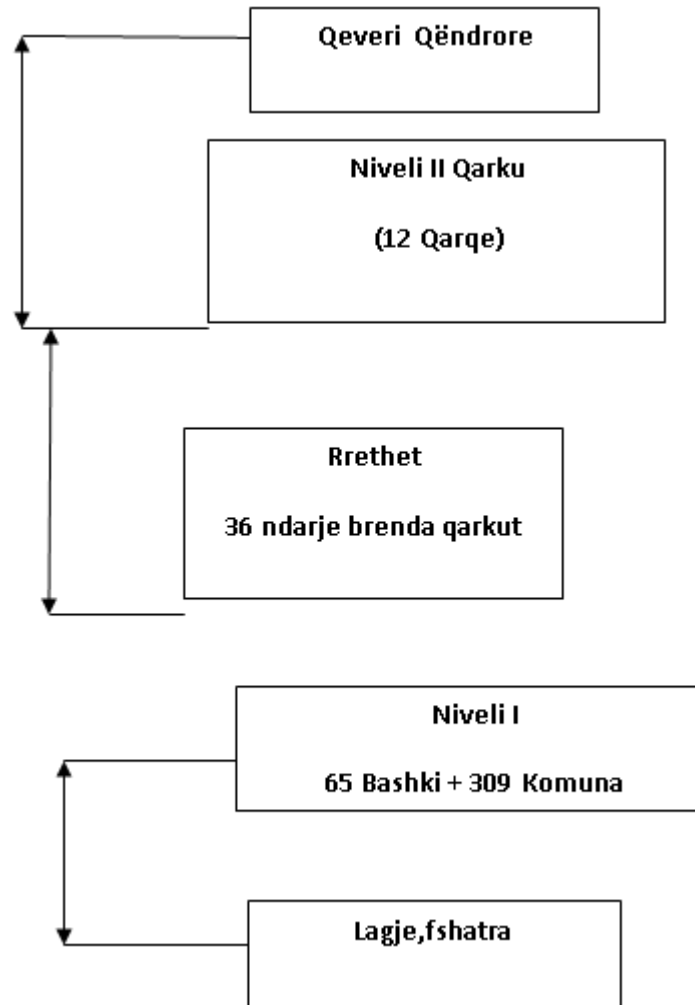 Qeveri Qëndrore
Niveli II Qarku
(12 Qarqe)
Rrethet
36 ndarje brenda qarkut
Niveli I
65 Bashki + 309 Komuna
Lagje,fshatra